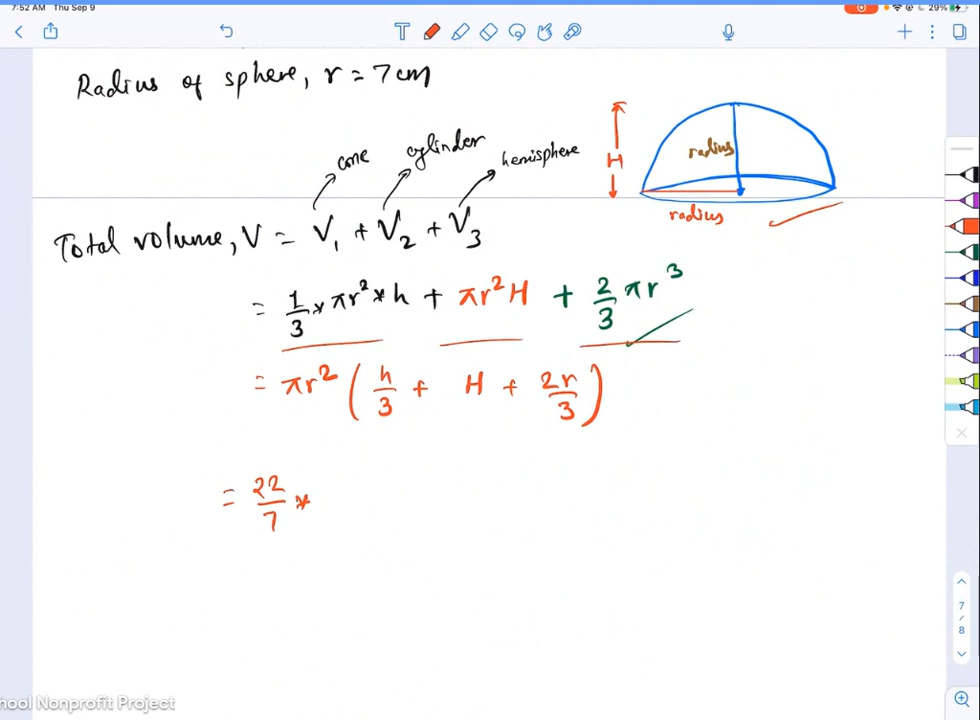 7:52 AM Thu Sep 9
29%
T
Radius of sphere, r = 7cm
cone
cylinder
hemisphere
H
radius
radius
Total volume, V = V₁ + V₂ + V₃
= 1/3 * πr² * h + πr²H + 2/3 πr³
= πr² ( h/3 + H + 2r/3 )
= 22/7 *
7 / 8
hool Nonprofit Project